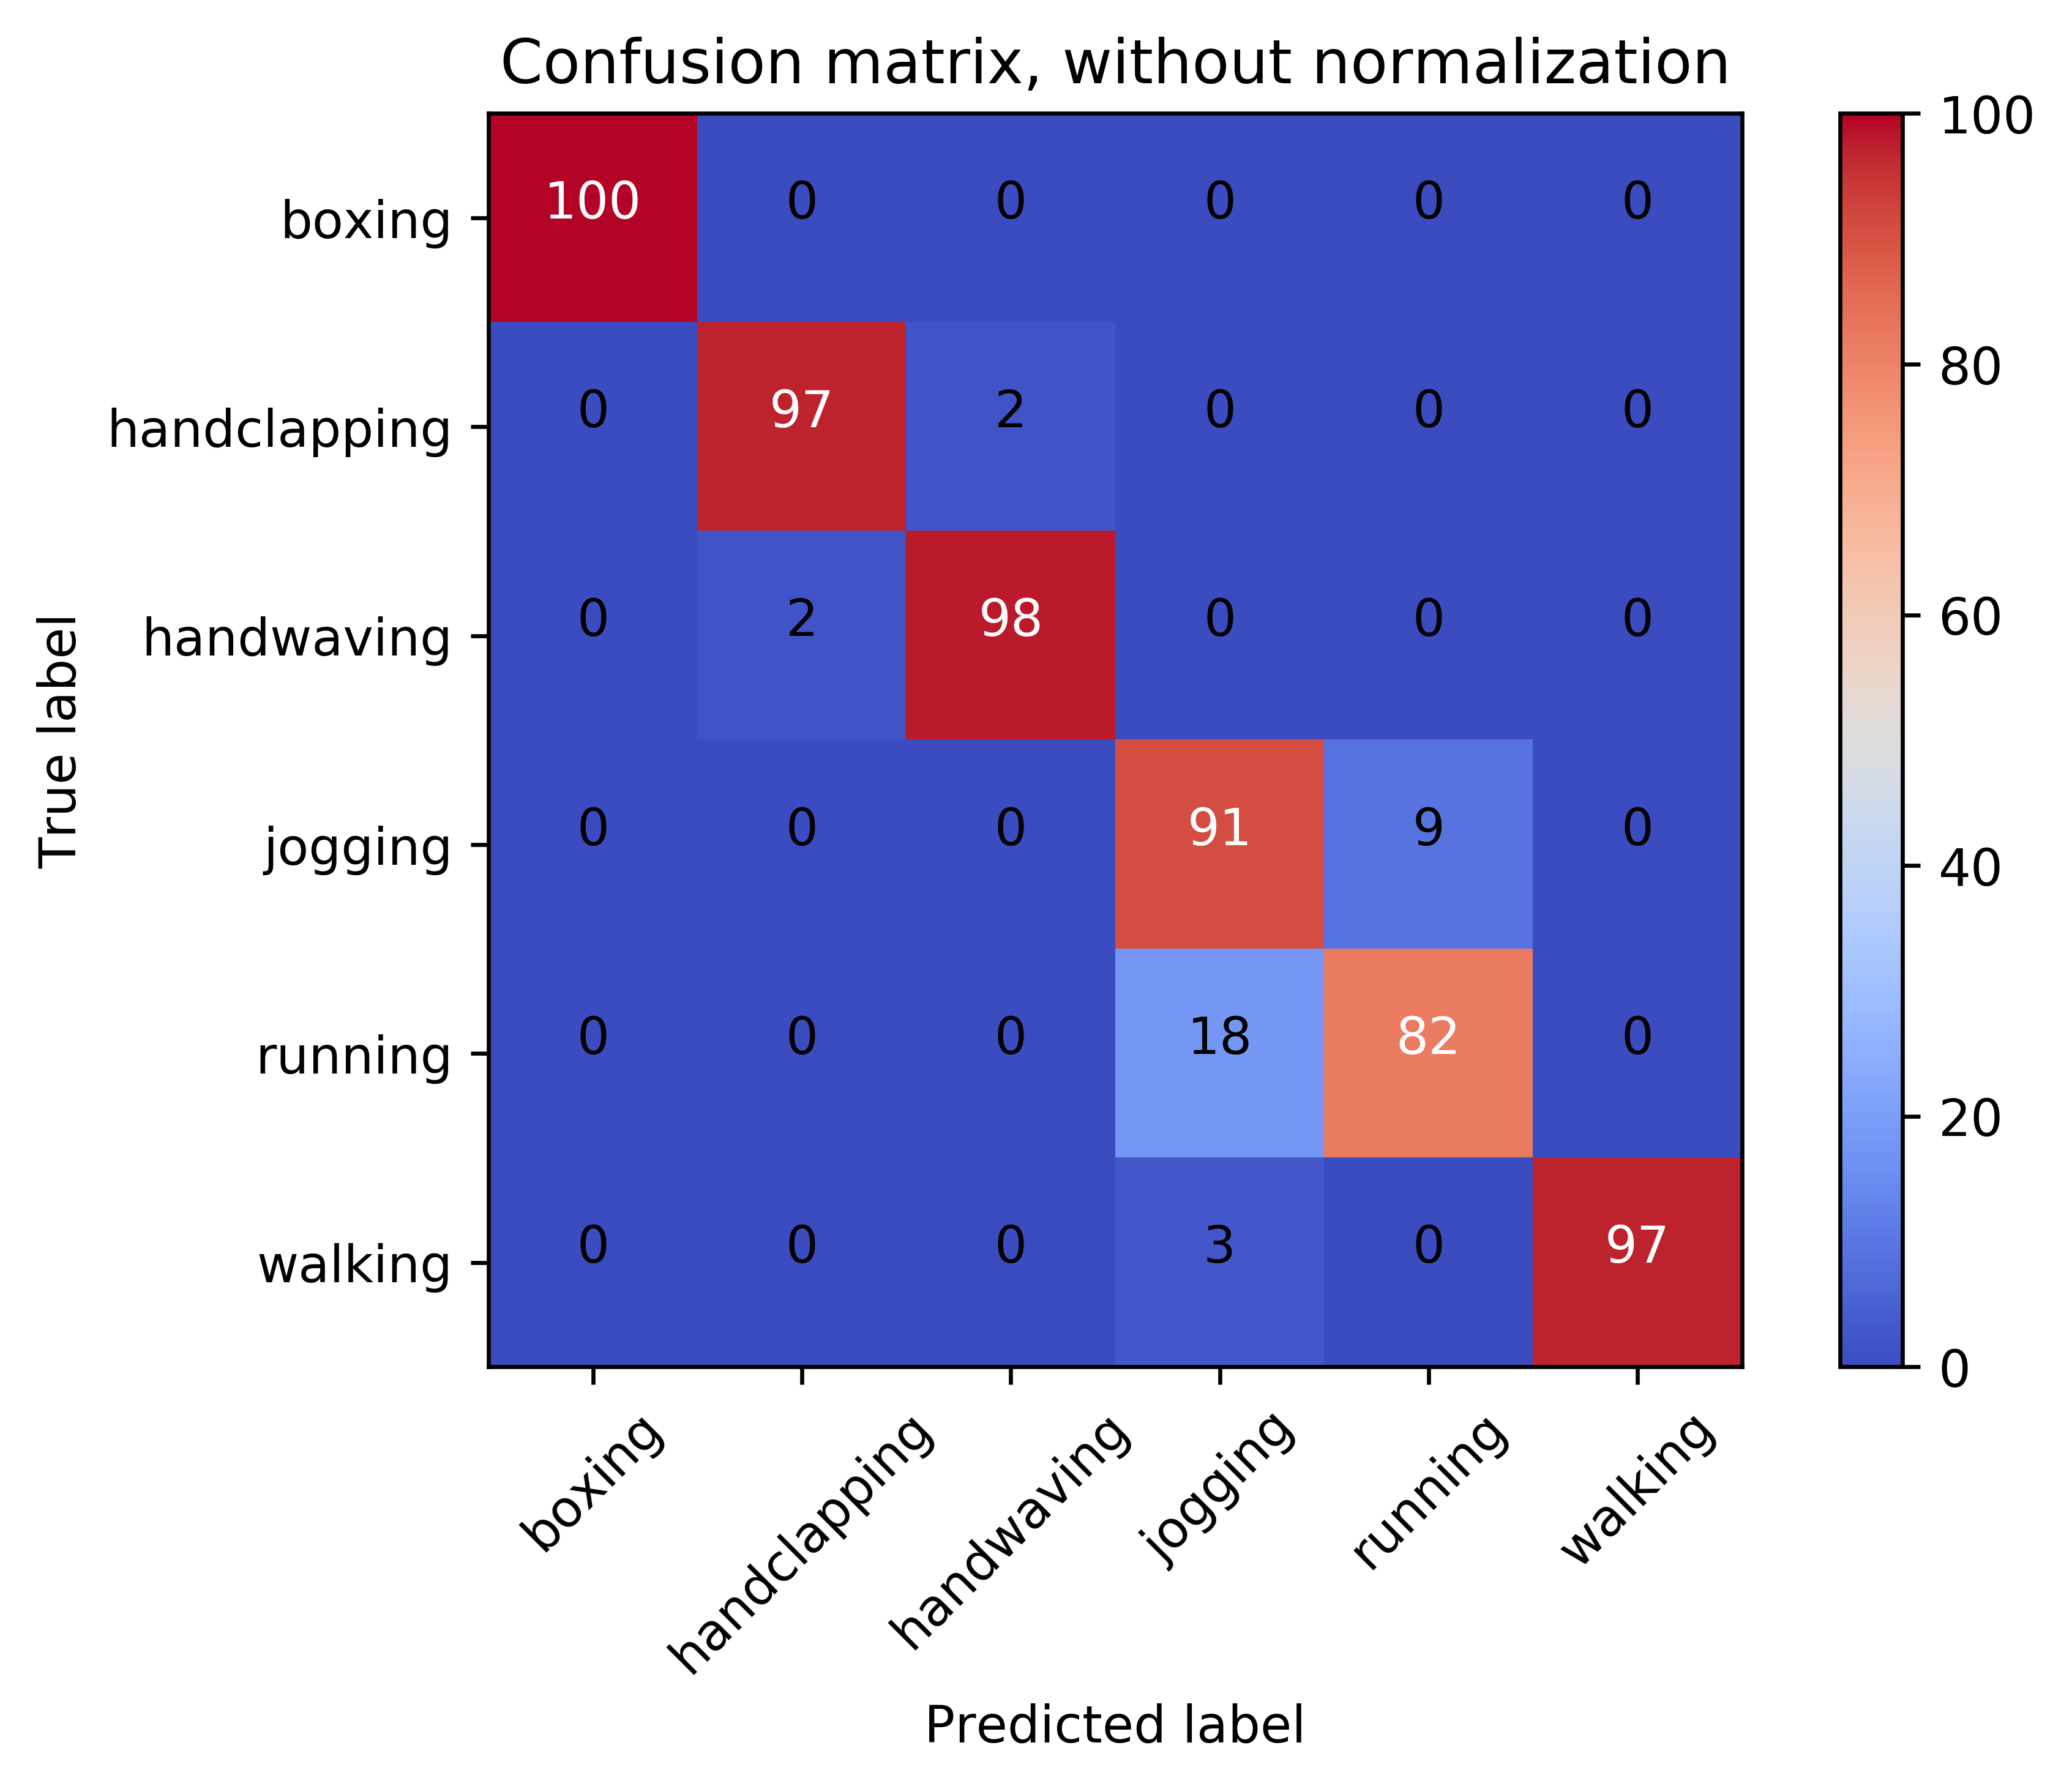 Confusion matrix, without normalization
boxing 100 0 0 0 0 0
handclapping 0 97 2 0 0 0
handwaving 0 2 98 0 0 0
jogging 0 0 0 91 9 0
running 0 0 0 18 82 0
walking 0 0 0 3 0 97
True label
boxing handclapping handwaving jogging running walking
Predicted label
100
80
60
40
20
0